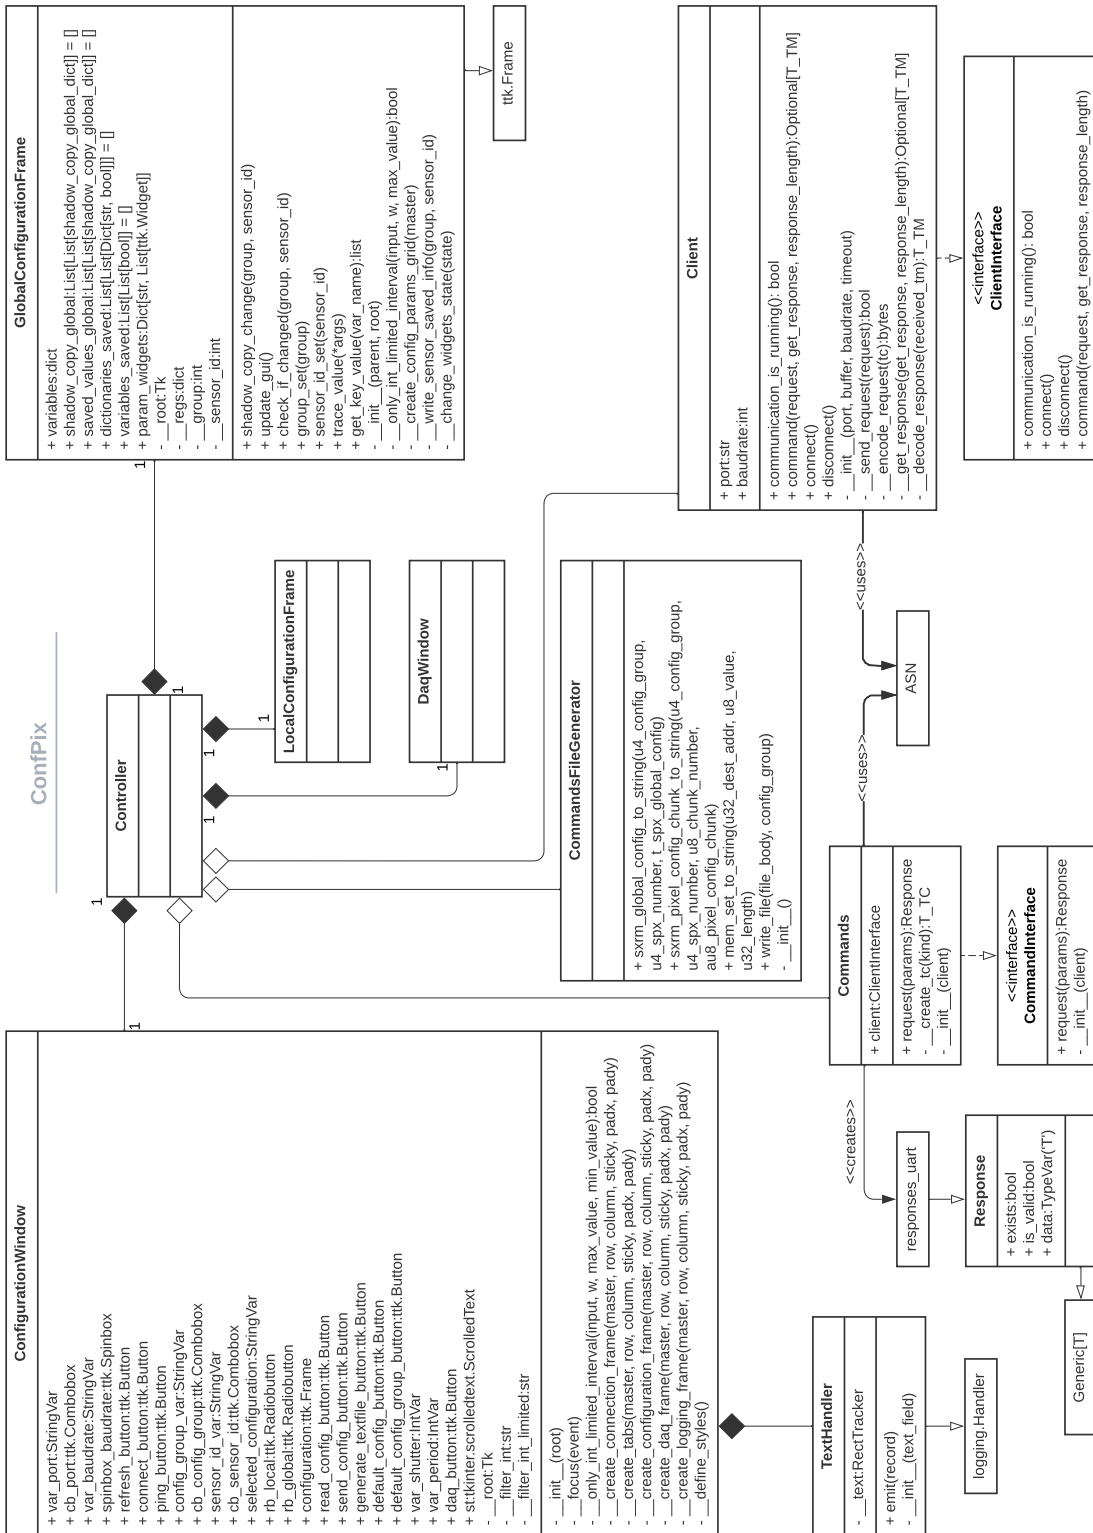 ConfPix
ConfigurationWindow
+ var_port:StringVar
+ cb_port:ttk.Combobox
+ var_baudrate:StringVar
+ spinbox_baudrate:ttk.Spinbox
+ refresh_button:ttk.Button
+ connect_button:ttk.Button
+ ping_button:ttk.Button
+ config_group_var:StringVar
+ cb_config_group:ttk.Combobox
+ sensor_id_var:StringVar
+ cb_sensor_id:ttk.Combobox
+ selected_configuration:StringVar
+ rb_local:ttk.Radiobutton
+ rb_global:ttk.Radiobutton
+ configuration_frame:ttk.Frame
+ read_config_button:ttk.Button
+ send_config_button:ttk.Button
+ generate_textfile_button:ttk.Button
+ default_config_button:ttk.Button
+ default_config_group_button:ttk.Button
+ var_shutter:IntVar
+ var_period:IntVar
+ daq_button:ttk.Button
+ st:tkinter.scrolledtext.ScrolledText
- __root:Tk
- __filter_int:str
- __filter_int_limited:str
- __init__(root)
- __focus(event)
- __only_int_limited_interval(input, w, max_value, min_value):bool
- __create_connection_frame(master, row, column, sticky, padx, pady)
- __create_tabs(master, row, column, sticky, padx, pady)
- __create_configuration_frame(master, row, column, sticky, padx, pady)
- __create_daq_frame(master, row, column, sticky, padx, pady)
- __create_logging_frame(master, row, column, sticky, padx, pady)
- __define_styles()
1
1
Controller
1
1
1
1
1
1
GlobalConfigurationFrame
+ variables:dict
+ shadow_copy_global:List[List[shadow_copy_global_dict]] = []
+ saved_values_global:List[List[shadow_copy_global_dict]] = []
+ dictionaries_saved:List[List[Dict[str, bool]]] = []
+ variables_saved:List[List[bool]] = []
+ param_widgets:Dict[str, List[ttk.Widget]]
- __root:Tk
- __regs:dict
- __group:int
- __sensor_id:int
+ shadow_copy_change(group, sensor_id)
+ update_gui()
+ check_if_changed(group, sensor_id)
+ group_set(group)
+ sensor_id_set(sensor_id)
+ trace_value(*args)
+ get_key_value(var_name):list
- __init__(parent, root)
- __only_int_limited_interval(input, w, max_value):bool
- __create_config_params_grid(master)
- __write_sensor_saved_info(group, sensor_id)
- __change_widgets_state(state)
ttk.Frame
LocalConfigurationFrame
DaqWindow
CommandsFileGenerator
+ sxrm_global_config_to_string(u4_config_group,
u4_spx_number, t_spx_global_config)
+ sxrm_pixel_config_chunk_to_string(u4_config_group,
u4_spx_number, u8_chunk_number,
au8_pixel_config_chunk)
+ mem_set_to_string(u32_dest_addr, u8_value,
u32_length)
+ write_file(file_body, config_group)
- __init__()
Client
+ port:str
+ baudrate:int
+ communication_is_running(): bool
+ command(request, get_response, response_length):Optional[T_TM]
+ connect()
+ disconnect()
- __init__(port, buffer, baudrate, timeout)
- __send_request(request):bool
- __encode_request(tc):bytes
- __get_response(get_response, response_length):Optional[T_TM]
- __decode_response(received_tm):T_TM
<<interface>>
ClientInterface
+ communication_is_running(): bool
+ connect()
+ disconnect()
+ command(request, get_response, response_length)
<<uses>>
ASN
<<uses>>
Commands
+ client:ClientInterface
+ request(params):Response
- __create_tc(kind):T_TC
- __init__(client)
<<interface>>
CommandInterface
+ request(params):Response
- __init__(client)
<<creates>>
responses_uart
Response
+ exists:bool
+ is_valid:bool
+ data:TypeVar('T')
Generic[T]
TextHandler
- __text:RectTracker
+ emit(record)
- __init__(text_field)
logging.Handler